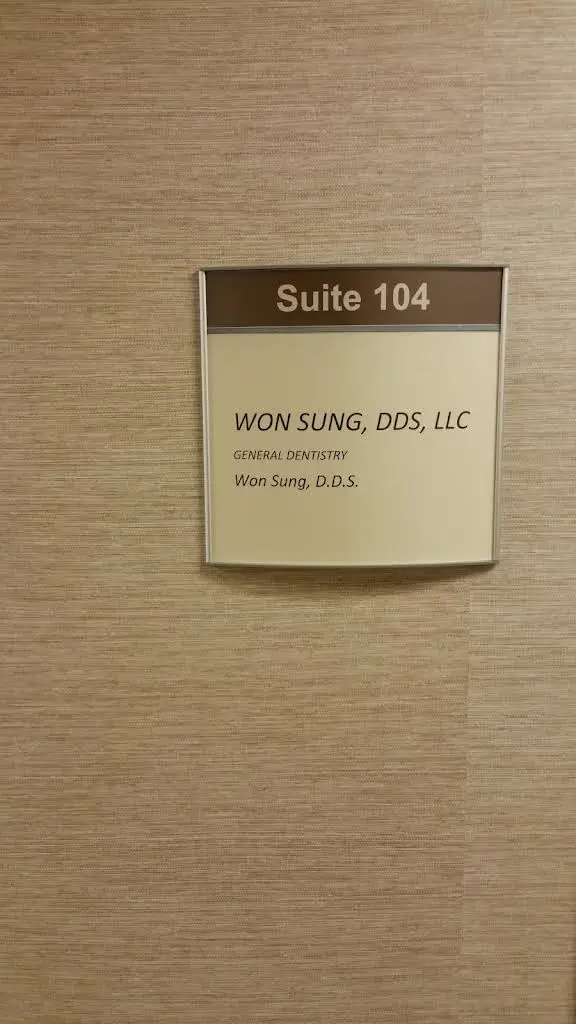 Suite 104
WON SUNG, DDS, LLC
GENERAL DENTISTRY
Won Sung, D.D.S.